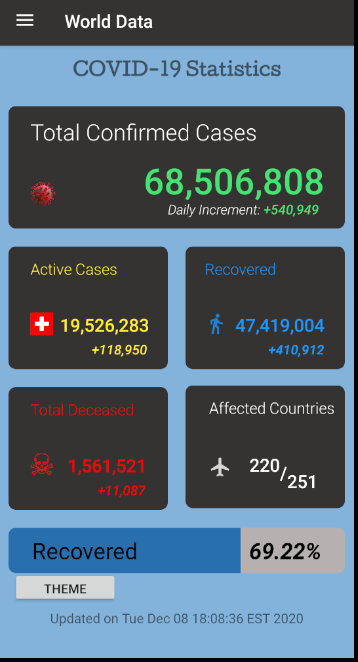 World Data
COVID-19 Statistics
Total Confirmed Cases
68,506,808
Daily Increment: +540,949
Active Cases
19,526,283
+118,950
Recovered
47,419,004
+410,912
Total Deceased
1,561,521
+11,087
Affected Countries
220/251
Recovered 69.22%
THEME
Updated on Tue Dec 08 18:08:36 EST 2020